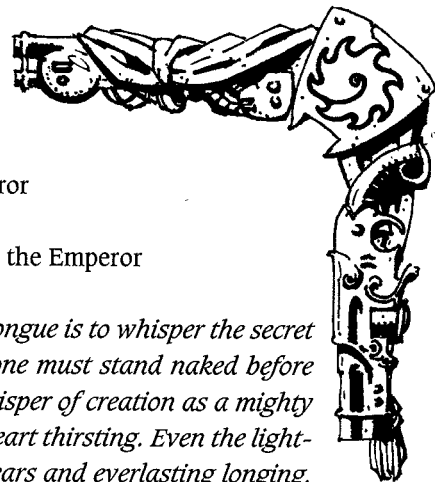 ror
the Emperor
ongue is to whisper the secret
one must stand naked before
isper of creation as a mighty
eart thirsting. Even the light-
ears and everlasting longing.